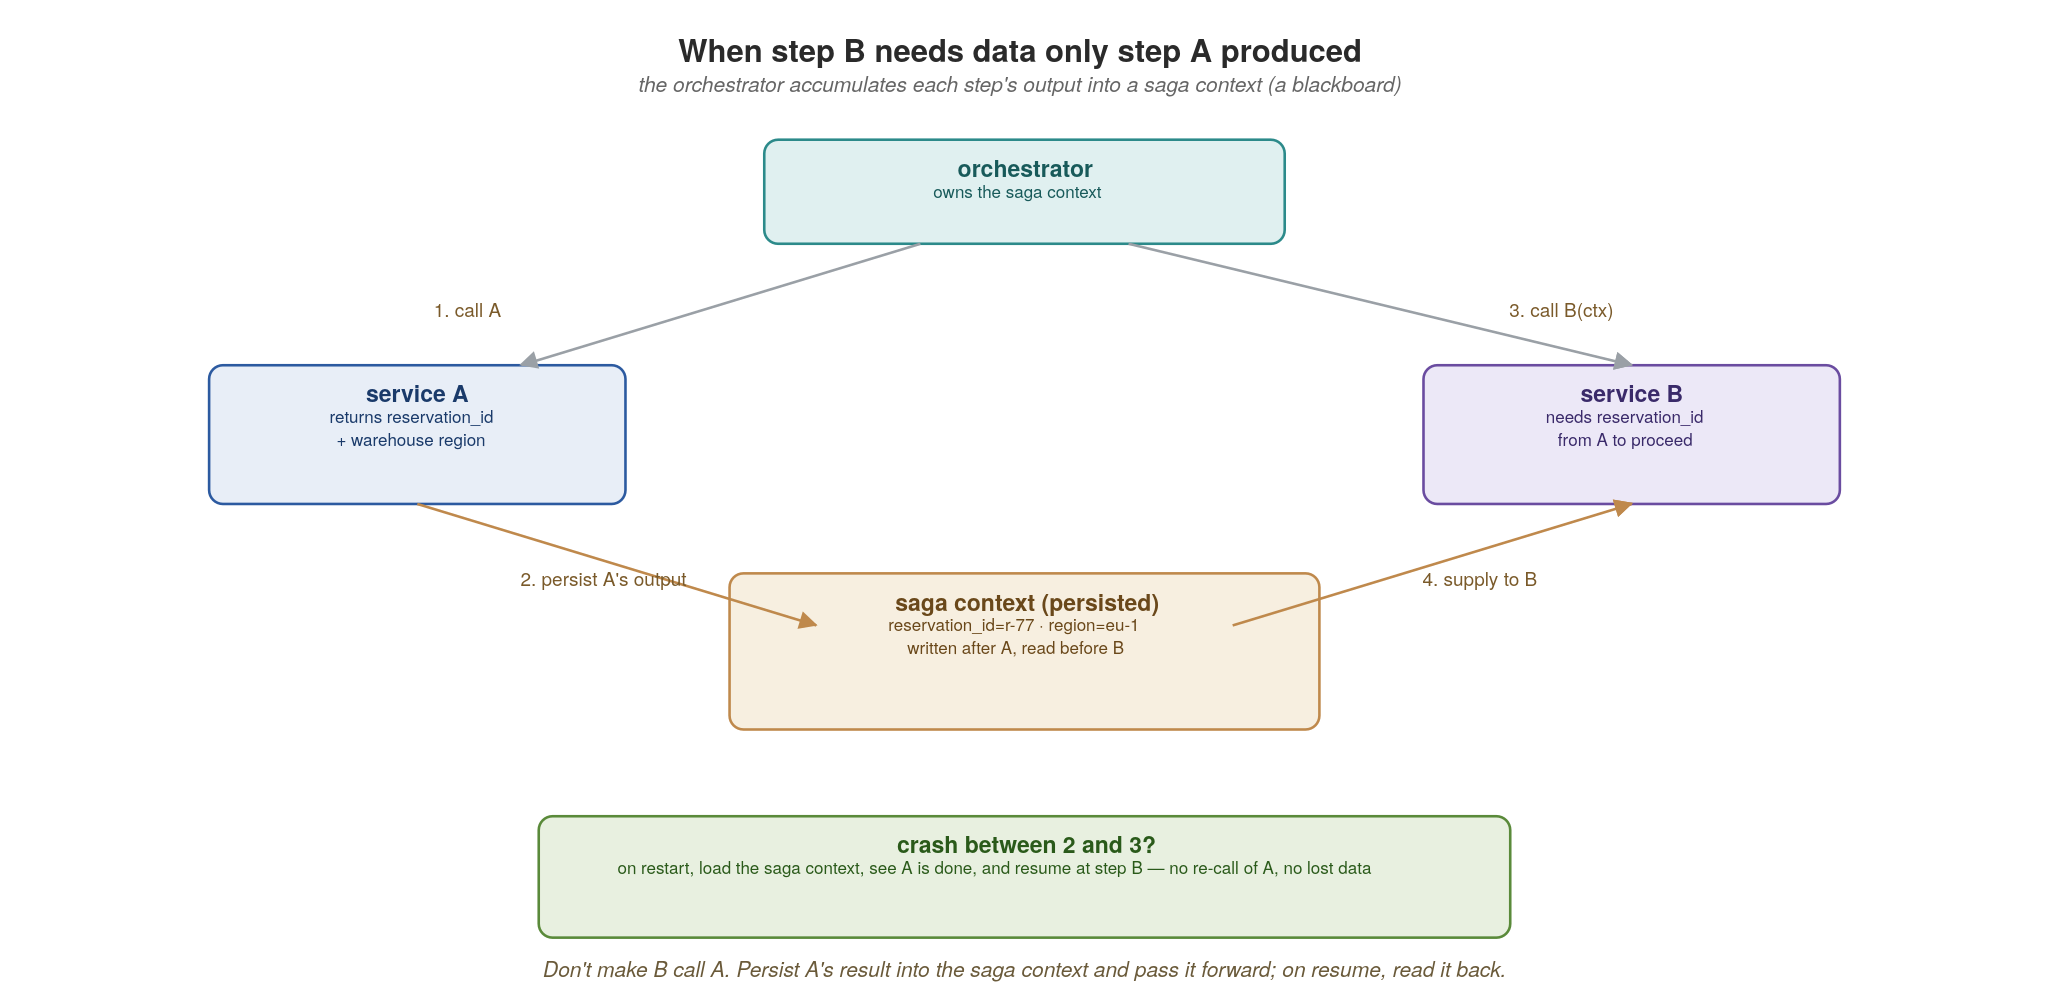 When step B needs data only step A produced
the orchestrator accumulates each step's output into a saga context (a blackboard)
orchestrator
owns the saga context
1. call A
3. call B(ctx)
service A
returns reservation_id
+ warehouse region
service B
needs reservation_id
from A to proceed
2. persist A's output
4. supply to B
saga context (persisted)
reservation_id=r-77 · region=eu-1
written after A, read before B
crash between 2 and 3?
on restart, load the saga context, see A is done, and resume at step B — no re-call of A, no lost data
Don't make B call A. Persist A's result into the saga context and pass it forward; on resume, read it back.